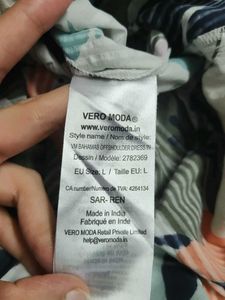 VERO MODA®
www.veromoda.in
Style name / Nom de style:
VM BAHAMAS OFFSHOULDER DRESS IN
Dessin / Modèle: 2782369
EU Size: L / Taille EU: L
CA number/Numéro de TVA: 4264134
SAR- REN
Made in India
Fabriqué en Inde
VERO MODA Retail Private Limited
help@veromoda.in